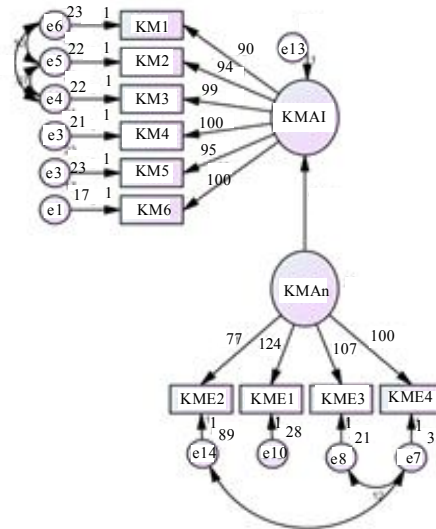 e6 23 1 KM1
e5 22 1 KM2
e4 22 1 KM3
e3 21 1 KM4
e3 23 1 KM5
e1 17 1 KM6
90
94
99
100
95
100
e13
KMAI
KMAn
77 124 107 100
KME2 KME1 KME3 KME4
1 89 1 28 1 21 1 3
e14 e10 e8 e7